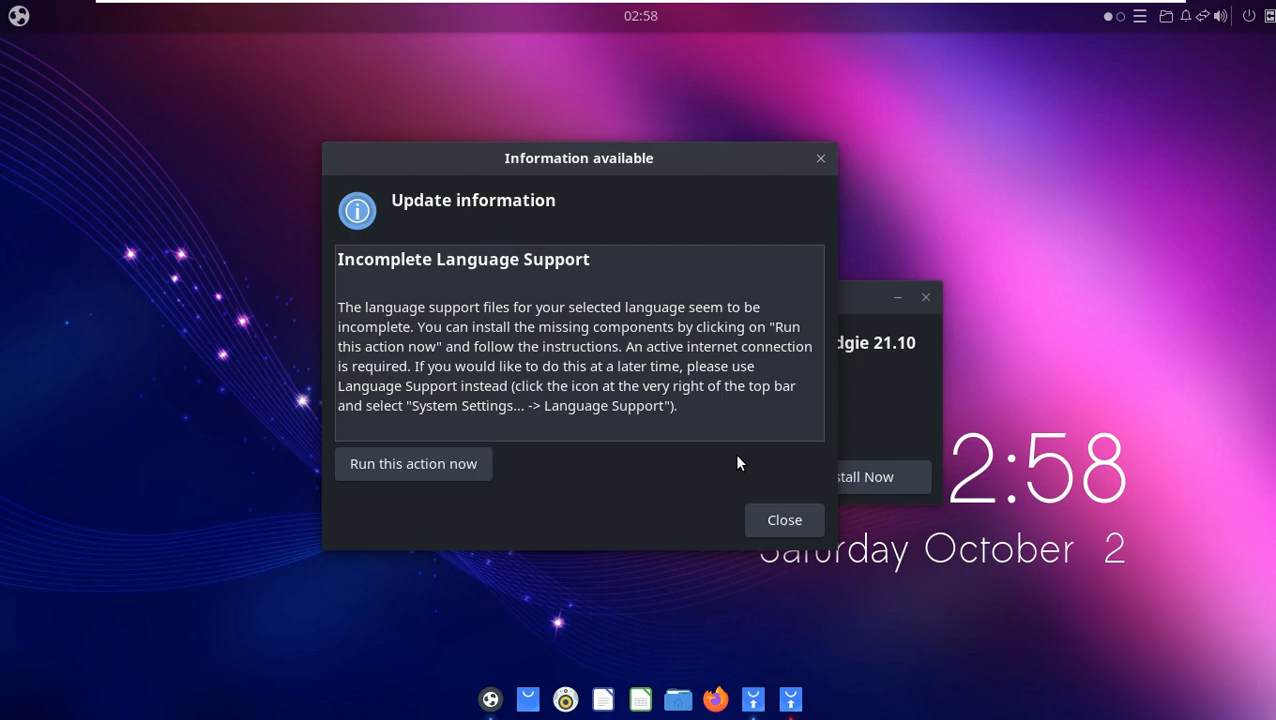 02:58
Information available
Update information
Incomplete Language Support
The language support files for your selected language seem to be
incomplete. You can install the missing components by clicking on "Run
this action now" and follow the instructions. An active internet connection
is required. If you would like to do this at a later time, please use
Language Support instead (click the icon at the very right of the top bar
and select "System Settings... -> Language Support").
Run this action now
Close
dgie 21.10
stall Now
2:58
Saturday October 2